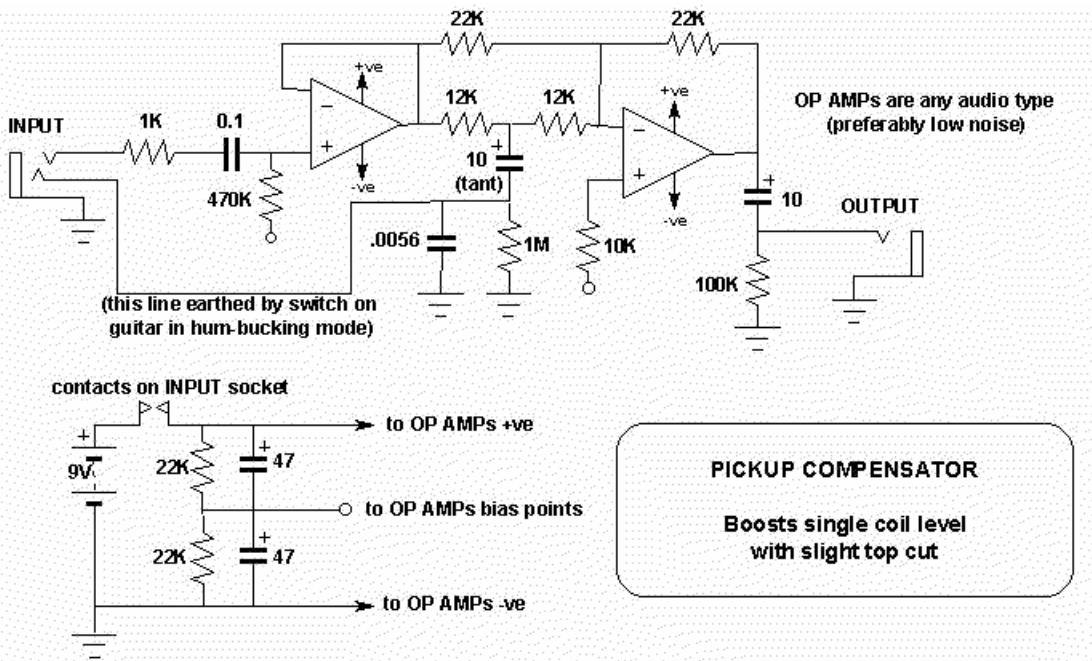 22K
22K
+ve
+ve
OP AMPs are any audio type
(preferably low noise)
INPUT
1K
0.1
12K
12K
−
+
-ve
−
+
-ve
+
10
(tant)
470K
+
10
OUTPUT
.0056
1M
10K
100K
(this line earthed by switch on
guitar in hum-bucking mode)
contacts on INPUT socket
+
to OP AMPs +ve
9V
22K
+
47
to OP AMPs bias points
22K
+
47
to OP AMPs -ve
PICKUP COMPENSATOR
Boosts single coil level
with slight top cut